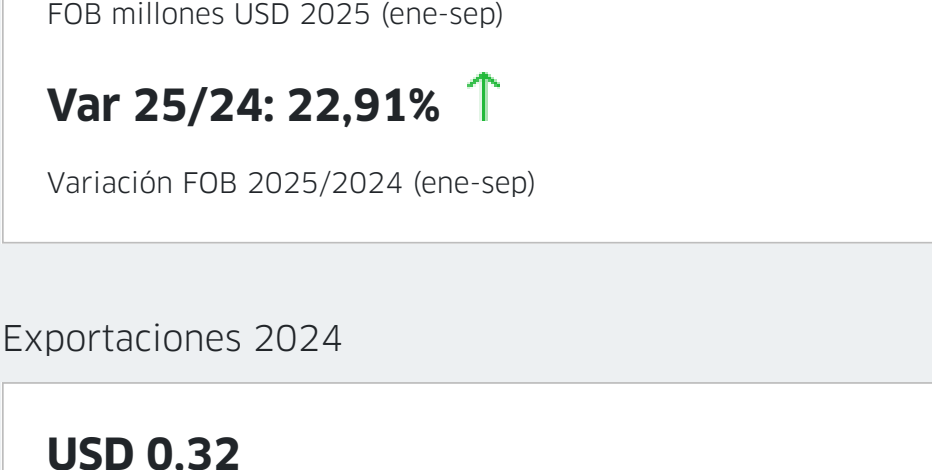 FOB millones USD 2025 (ene-sep)
Var 25/24: 22,91% ↑
Variación FOB 2025/2024 (ene-sep)
Exportaciones 2024
USD 0.32